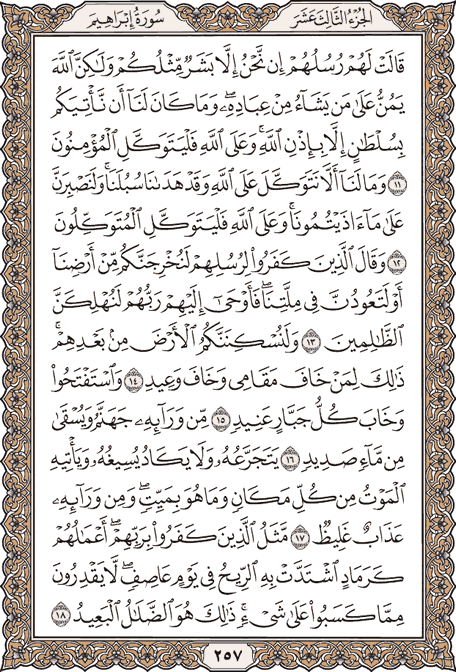 الجُزْءُ الثَّالِثَ عَشَرَ
سُورَةُ إِبْرَاهِيمَ
قَالَتْ لَهُمْ رُسُلُهُمْ إِن نَّحْنُ إِلَّا بَشَرٌ مِّثْلُكُمْ وَلَٰكِنَّ ٱللَّهَ
يَمُنُّ عَلَىٰ مَن يَشَآءُ مِنْ عِبَادِهِۦۖ وَمَا كَانَ لَنَآ أَن نَّأْتِيَكُم
بِسُلْطَٰنٍ إِلَّا بِإِذْنِ ٱللَّهِۚ وَعَلَى ٱللَّهِ فَلْيَتَوَكَّلِ ٱلْمُؤْمِنُونَ
١١ وَمَا لَنَآ أَلَّا نَتَوَكَّلَ عَلَى ٱللَّهِ وَقَدْ هَدَىٰنَا سُبُلَنَاۚ وَلَنَصْبِرَنَّ
عَلَىٰ مَآ ءَاذَيْتُمُونَاۚ وَعَلَى ٱللَّهِ فَلْيَتَوَكَّلِ ٱلْمُتَوَكِّلُونَ
١٢ وَقَالَ ٱلَّذِينَ كَفَرُوا۟ لِرُسُلِهِمْ لَنُخْرِجَنَّكُم مِّنْ أَرْضِنَآ
أَوْ لَتَعُودُنَّ فِى مِلَّتِنَاۖ فَأَوْحَىٰٓ إِلَيْهِمْ رَبُّهُمْ لَنُهْلِكَنَّ
ٱلظَّٰلِمِينَ ١٣ وَلَنُسْكِنَنَّكُمُ ٱلْأَرْضَ مِنۢ بَعْدِهِمْۚ
ذَٰلِكَ لِمَنْ خَافَ مَقَامِى وَخَافَ وَعِيدِ ١٤ وَٱسْتَفْتَحُوا۟
وَخَابَ كُلُّ جَبَّارٍ عَنِيدٍ ١٥ مِّن وَرَآئِهِۦ جَهَنَّمُ وَيُسْقَىٰ
مِن مَّآءٍ صَدِيدٍ ١٦ يَتَجَرَّعُهُۥ وَلَا يَكَادُ يُسِيغُهُۥ وَيَأْتِيهِ
ٱلْمَوْتُ مِن كُلِّ مَكَانٍ وَمَا هُوَ بِمَيِّتٍۖ وَمِن وَرَآئِهِۦ
عَذَابٌ غَلِيظٌ ١٧ مَّثَلُ ٱلَّذِينَ كَفَرُوا۟ بِرَبِّهِمْۖ أَعْمَٰلُهُمْ
كَرَمَادٍ ٱشْتَدَّتْ بِهِ ٱلرِّيحُ فِى يَوْمٍ عَاصِفٍۖ لَّا يَقْدِرُونَ
مِمَّا كَسَبُوا۟ عَلَىٰ شَىْءٍۚ ذَٰلِكَ هُوَ ٱلضَّلَٰلُ ٱلْبَعِيدُ ١٨
٢٥٧